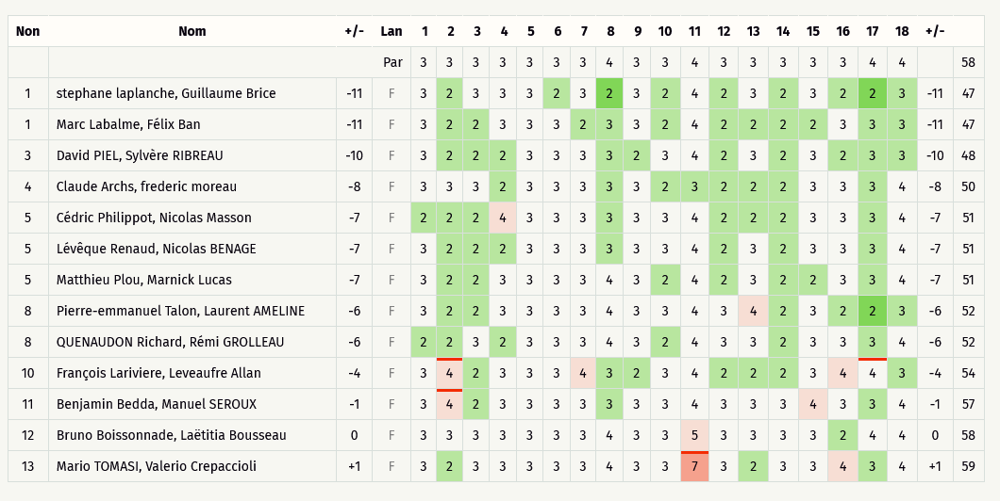 Non Nom +/- Lan 1 2 3 4 5 6 7 8 9 10 11 12 13 14 15 16 17 18 +/-
Par 3 3 3 3 3 3 3 4 3 3 4 3 3 3 3 3 4 4 58
1 stephane laplanche, Guillaume Brice -11 F 3 2 3 3 3 2 3 2 3 2 4 2 3 2 3 2 2 3 -11 47
1 Marc Labalme, Félix Ban -11 F 3 2 2 3 3 3 2 3 3 2 4 2 2 2 2 3 3 3 -11 47
3 David PIEL, Sylvère RIBREAU -10 F 3 2 2 2 3 3 3 3 2 3 4 2 3 2 3 2 3 3 -10 48
4 Claude Archs, frederic moreau -8 F 3 3 3 2 3 3 3 3 3 2 3 2 2 2 3 3 3 4 -8 50
5 Cédric Philippot, Nicolas Masson -7 F 2 2 2 4 3 3 3 3 3 3 4 2 2 2 3 3 3 4 -7 51
5 Lévêque Renaud, Nicolas BENAGE -7 F 3 2 2 2 3 3 3 3 3 3 4 2 3 2 3 3 3 4 -7 51
5 Matthieu Plou, Marnick Lucas -7 F 3 2 2 3 3 3 3 4 3 2 4 2 3 2 2 3 3 4 -7 51
8 Pierre-emmanuel Talon, Laurent AMELINE -6 F 3 2 2 3 3 3 3 4 3 3 4 3 4 2 3 2 2 3 -6 52
8 QUENAUDON Richard, Rémi GROLLEAU -6 F 2 2 3 2 3 3 3 4 3 2 4 3 3 2 3 3 3 4 -6 52
10 François Lariviere, Leveaufre Allan -4 F 3 4 2 3 3 3 4 3 2 3 4 2 2 2 3 4 4 3 -4 54
11 Benjamin Bedda, Manuel SEROUX -1 F 3 4 2 3 3 3 3 3 3 3 4 3 3 3 4 3 3 4 -1 57
12 Bruno Boissonnade, Laëtitia Bousseau 0 F 3 3 3 3 3 3 3 4 3 3 5 3 3 3 3 2 4 4 0 58
13 Mario TOMASI, Valerio Crepaccioli +1 F 3 2 3 3 3 3 3 4 3 3 7 3 2 3 3 4 3 4 +1 59